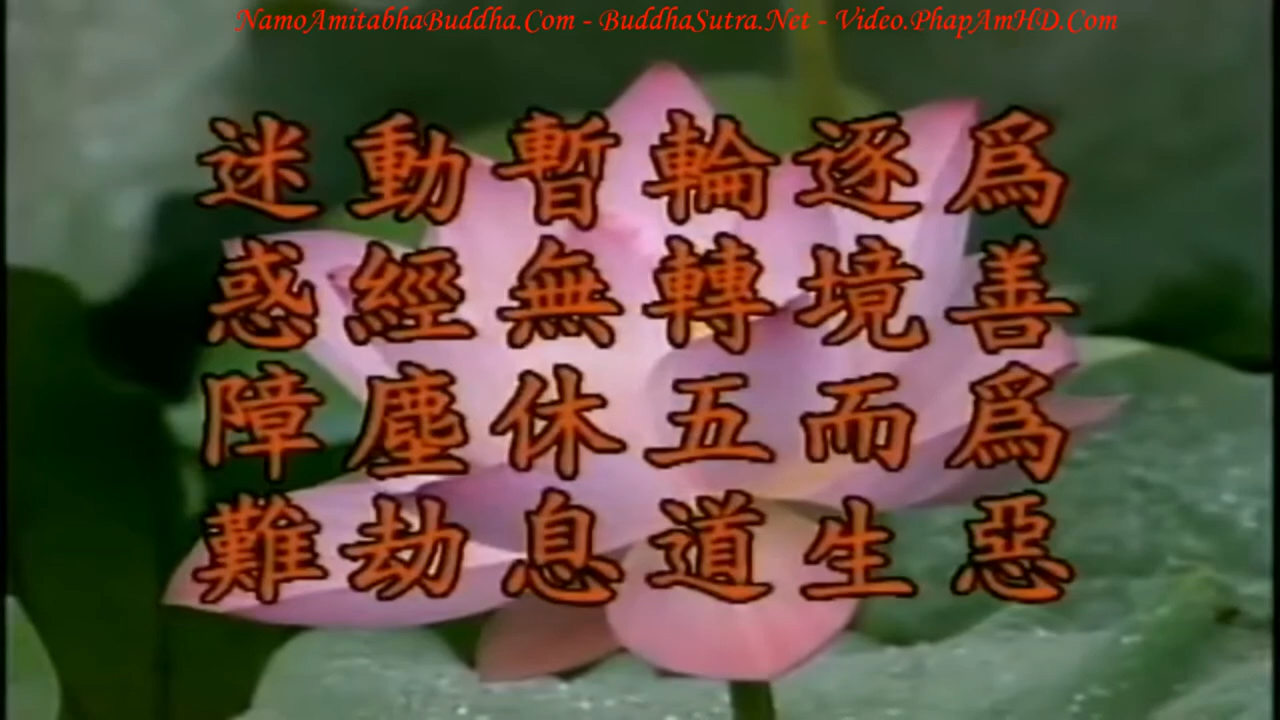 NamoAmitabhaBuddha.Com - BuddhaSutra.Net - Video.PhapAmHD.Com
爲善爲惡
逐境而生
輪轉五道
暫無休息
動經塵劫
迷惑障難